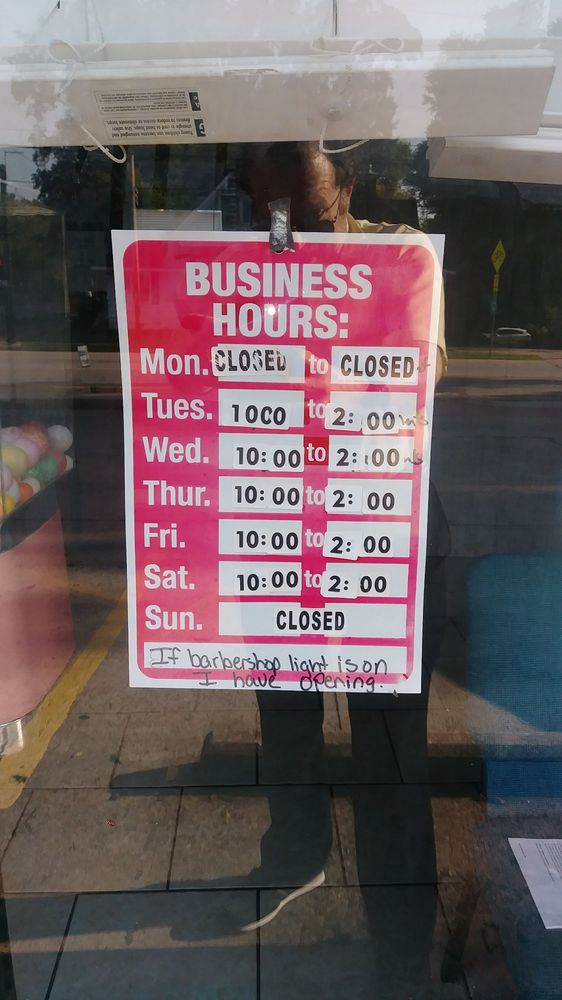 BUSINESS
HOURS:
Mon. CLOSED to CLOSED
Tues. 10CO to 2: 00
Wed. 10: 00 to 2: 00
Thur. 10: 00 to 2: 00
Fri. 10: 00 to 2: 00
Sat. 10: 00 to 2: 00
Sun. CLOSED
If barbershop light is on
I have opening.